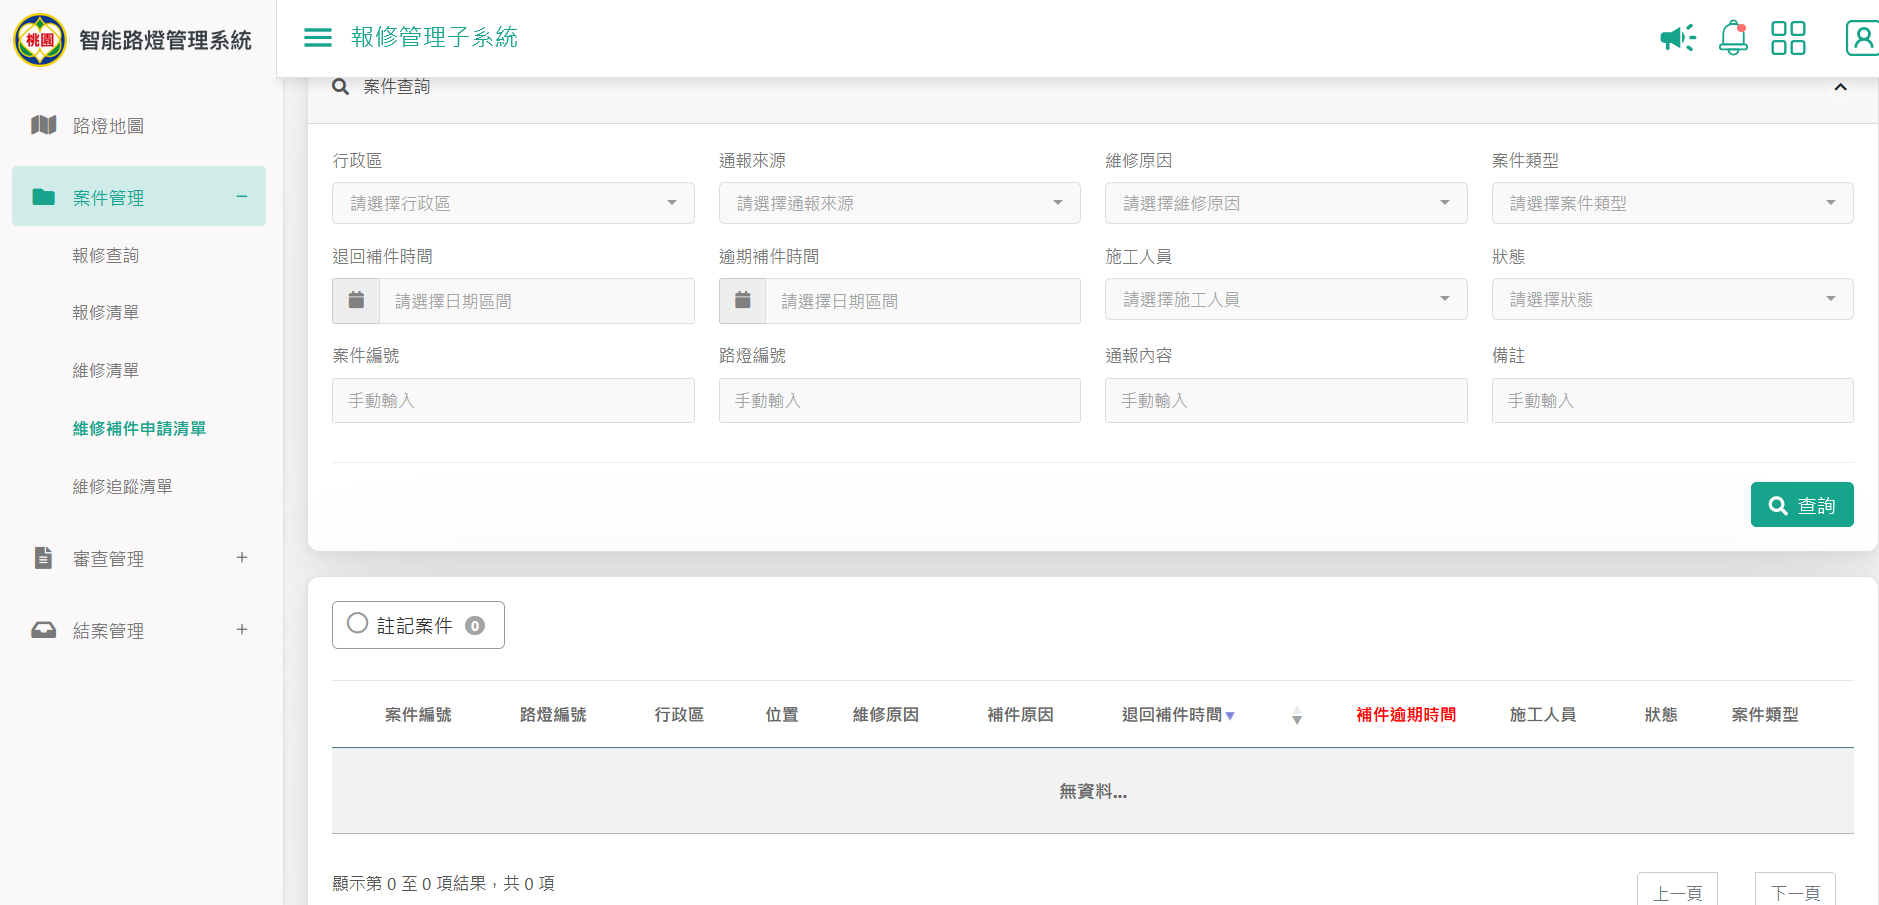 桃園
智能路燈管理系統
報修管理子系統
路燈地圖
案件管理
報修查詢
報修清單
維修清單
維修補件申請清單
維修追蹤清單
審查管理
結案管理
案件查詢
行政區 通報來源 維修原因 案件類型
請選擇行政區 請選擇通報來源 請選擇維修原因 請選擇案件類型
退回補件時間 逾期補件時間 施工人員 狀態
請選擇日期區間 請選擇日期區間 請選擇施工人員 請選擇狀態
案件編號 路燈編號 通報內容 備註
手動輸入 手動輸入 手動輸入 手動輸入
查詢
註記案件 0
案件編號 路燈編號 行政區 位置 維修原因 補件原因 退回補件時間 補件逾期時間 施工人員 狀態 案件類型
無資料...
顯示第 0 至 0 項結果，共 0 項
上一頁 下一頁